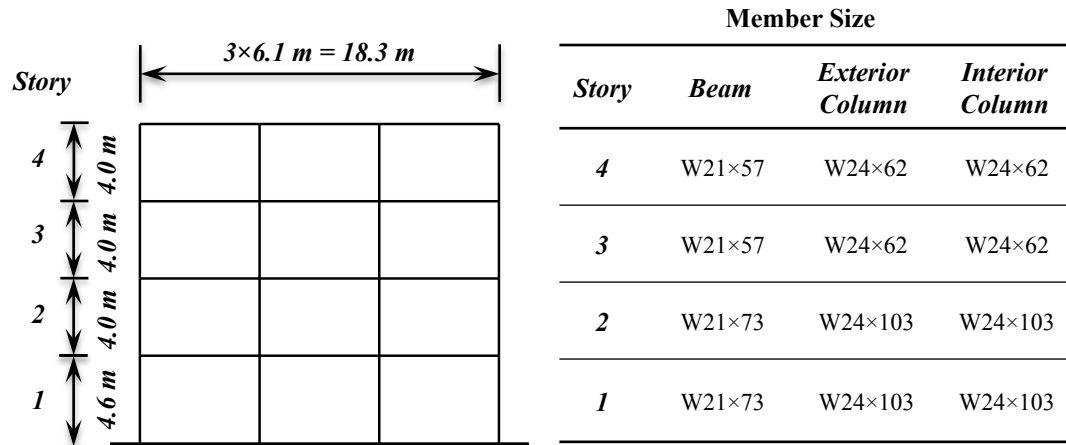 3×6.1 m = 18.3 m
Story
4
4.0 m
3
4.0 m
2
4.0 m
1
4.6 m
Member Size
Story Beam Exterior Column Interior Column
4 W21×57 W24×62 W24×62
3 W21×57 W24×62 W24×62
2 W21×73 W24×103 W24×103
1 W21×73 W24×103 W24×103